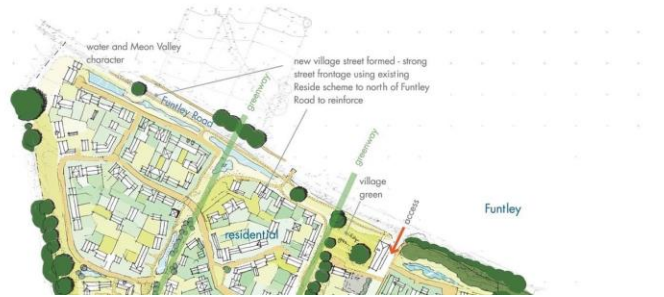 water and Meon Valley
character
new village street formed - strong
street frontage using existing
Reside scheme to north of Funtley
Road to reinforce
Funtley Road
greenway
greenway
village
green
access
Funtley
residential